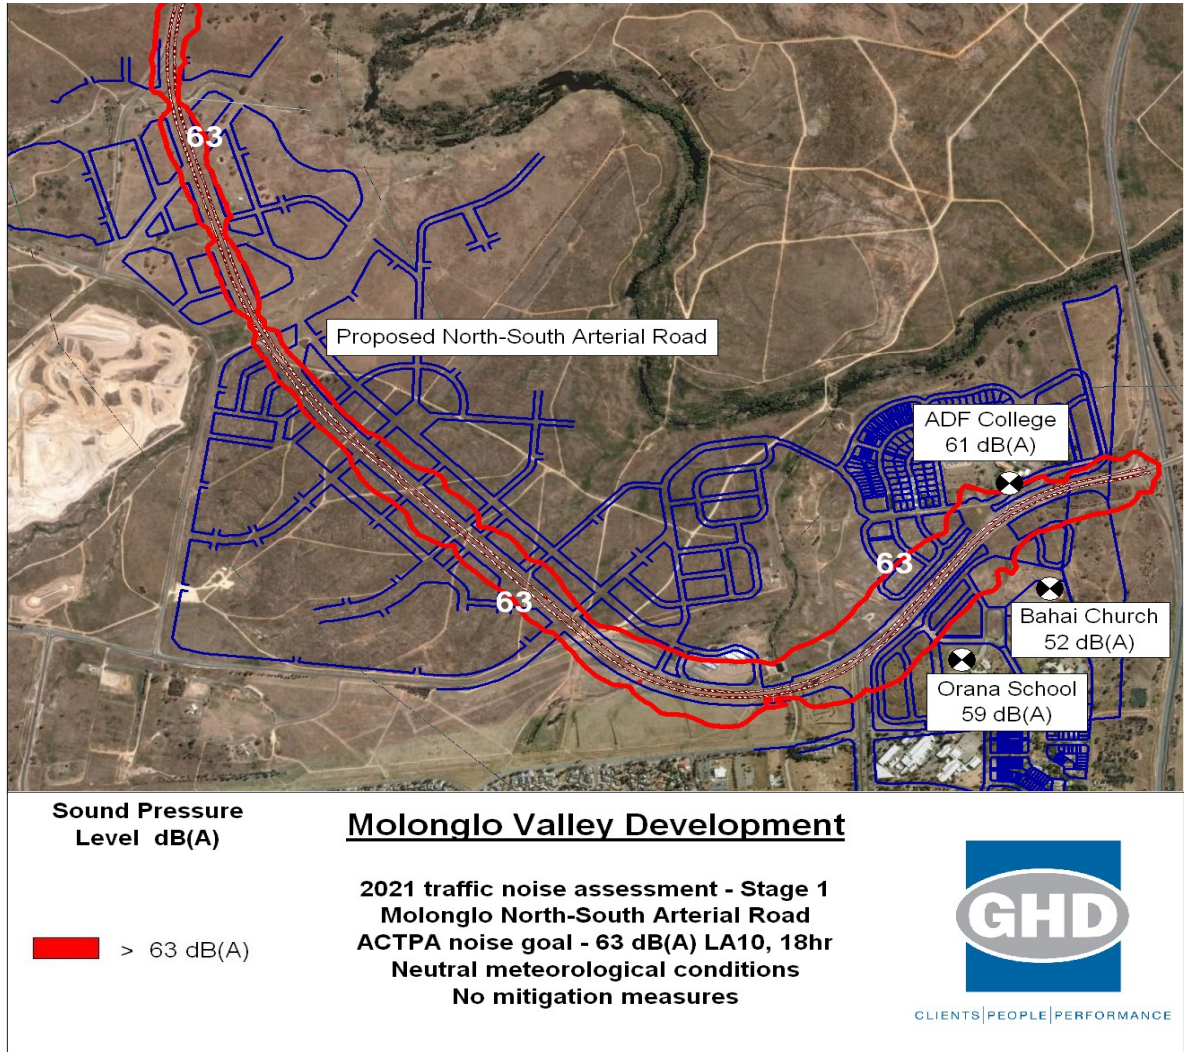 63
Proposed North-South Arterial Road
ADF College
61 dB(A)
63
63
Bahai Church
52 dB(A)
Orana School
59 dB(A)
Sound Pressure
Level dB(A)
> 63 dB(A)
Molonglo Valley Development
2021 traffic noise assessment - Stage 1
Molonglo North-South Arterial Road
ACTPA noise goal - 63 dB(A) LA10, 18hr
Neutral meteorological conditions
No mitigation measures
GHD
CLIENTS|PEOPLE|PERFORMANCE